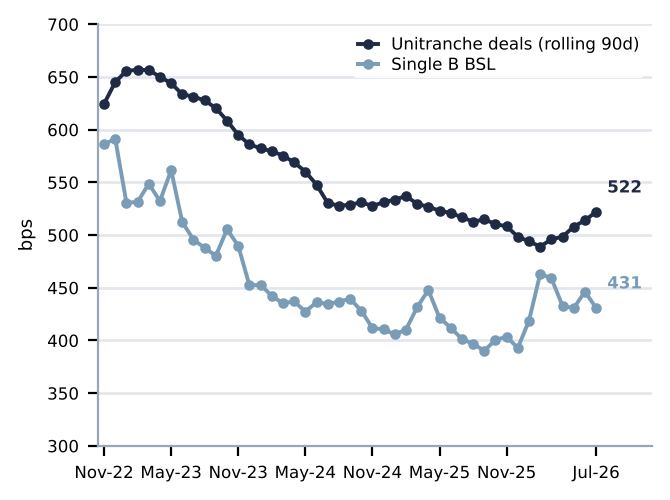 700
650
600
550
500
450
400
350
300
bps
Unitranche deals (rolling 90d)
Single B BSL
522
431
Nov-22 May-23 Nov-23 May-24 Nov-24 May-25 Nov-25 Jul-26